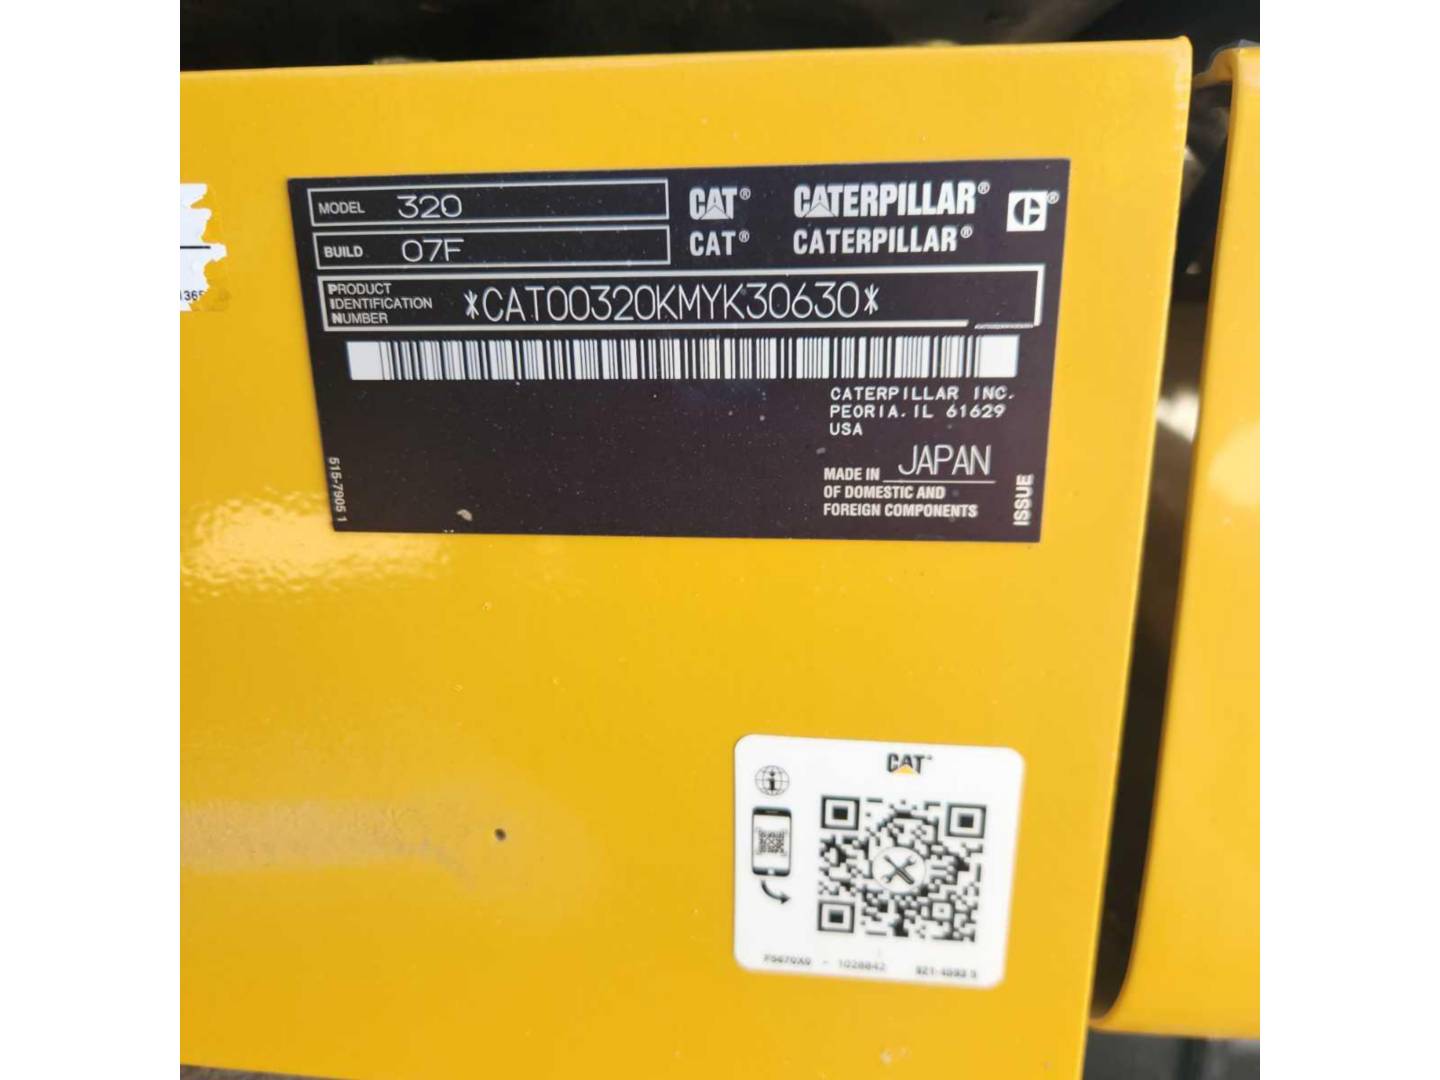 MODEL 320
BUILD 07F
CAT® CATERPILLAR® C®
CAT® CATERPILLAR®
PRODUCT
IDENTIFICATION
NUMBER
*CAT00320KMYK30630*
CATERPILLAR INC.
PEORIA, IL 61629
USA
MADE IN JAPAN
OF DOMESTIC AND
FOREIGN COMPONENTS
ISSUE
515-7905 1
CAT
i
1028842